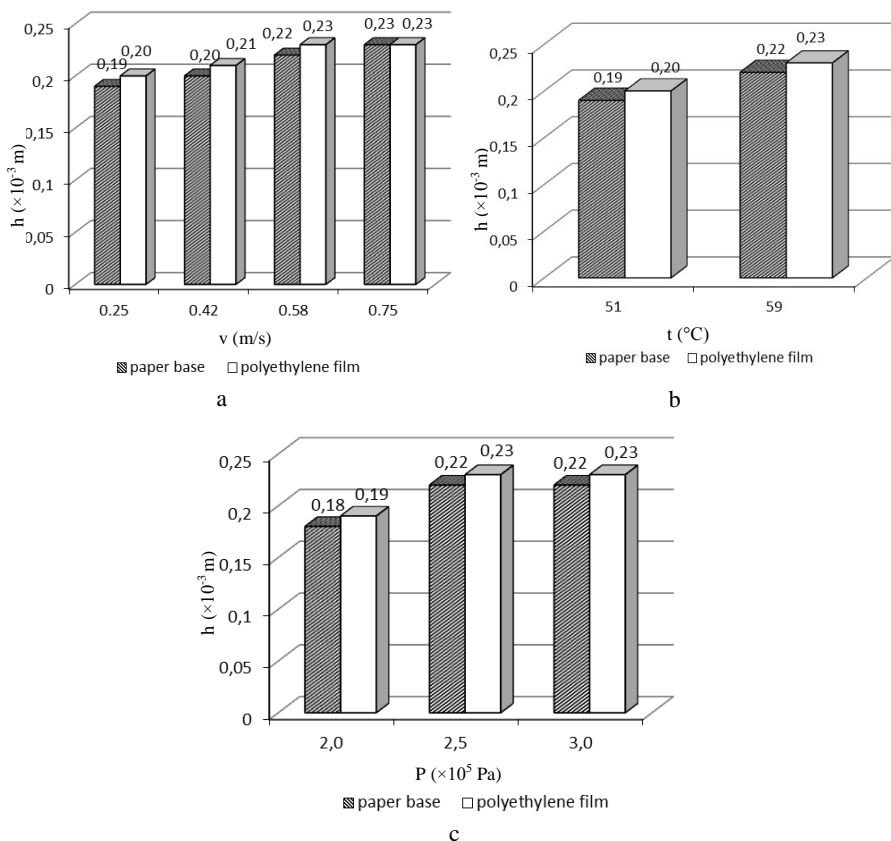 0,25
0,2
0,15
0,1
0,05
0
h (×10⁻³ m)
0,19 0,20 0,20 0,21 0,22 0,23 0,23 0,23
0.25 0.42 0.58 0.75
v (m/s)
paper base polyethylene film
a
0,25
0,2
0,15
0,1
0,05
0
h (×10⁻³ m)
0,19 0,20 0,22 0,23
51 59
t (°C)
paper base polyethylene film
b
0,25
0,2
0,15
0,1
0,05
0
h (×10⁻³ m)
0,18 0,19 0,22 0,23 0,22 0,23
2,0 2,5 3,0
P (×10⁵ Pa)
paper base polyethylene film
c